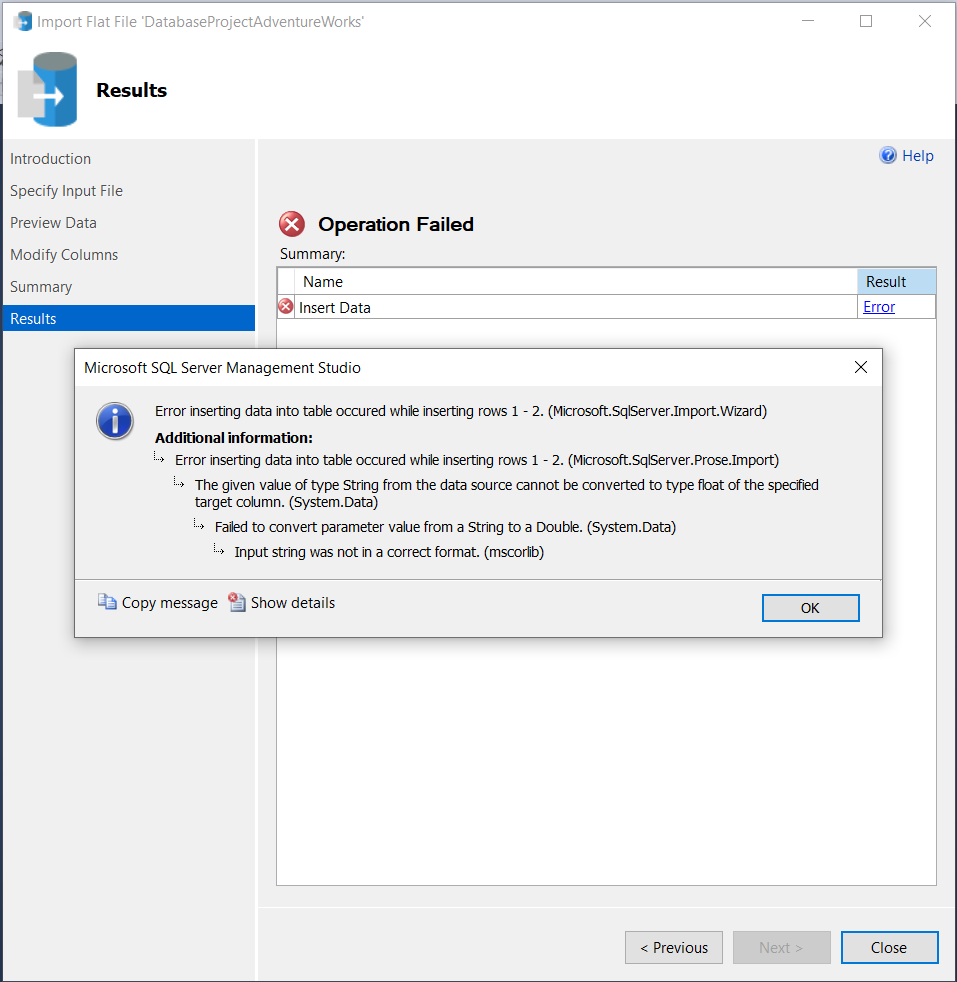 Import Flat File 'DatabaseProjectAdventureWorks'
Results
Introduction
Specify Input File
Preview Data
Modify Columns
Summary
Results
Help
Operation Failed
Summary:
Name Result
Insert Data Error
Microsoft SQL Server Management Studio
Error inserting data into table occured while inserting rows 1 - 2. (Microsoft.SqlServer.Import.Wizard)
Additional information:
Error inserting data into table occured while inserting rows 1 - 2. (Microsoft.SqlServer.Prose.Import)
The given value of type String from the data source cannot be converted to type float of the specified
target column. (System.Data)
Failed to convert parameter value from a String to a Double. (System.Data)
Input string was not in a correct format. (mscorlib)
Copy message Show details OK
< Previous Next > Close